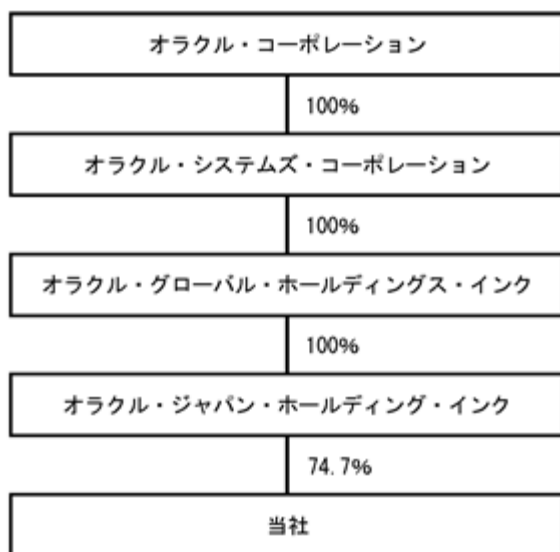 オラクル・コーポレーション
100%
オラクル・システムズ・コーポレーション
100%
オラクル・グローバル・ホールディングス・インク
100%
オラクル・ジャパン・ホールディング・インク
74.7%
当社